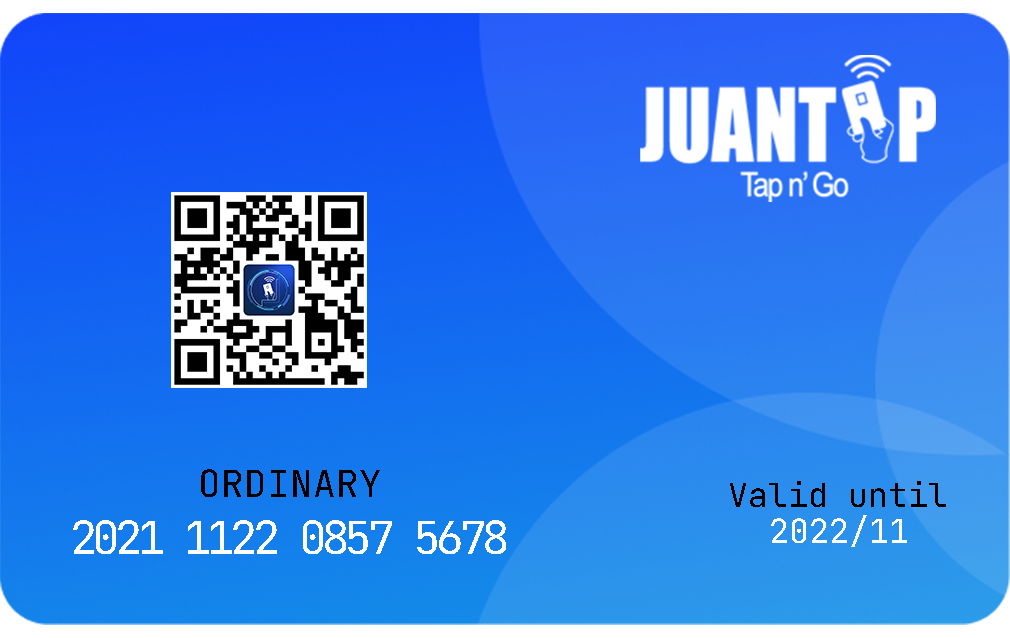 JUANTAP
Tap n' Go
ORDINARY
2021 1122 0857 5678
Valid until
2022/11